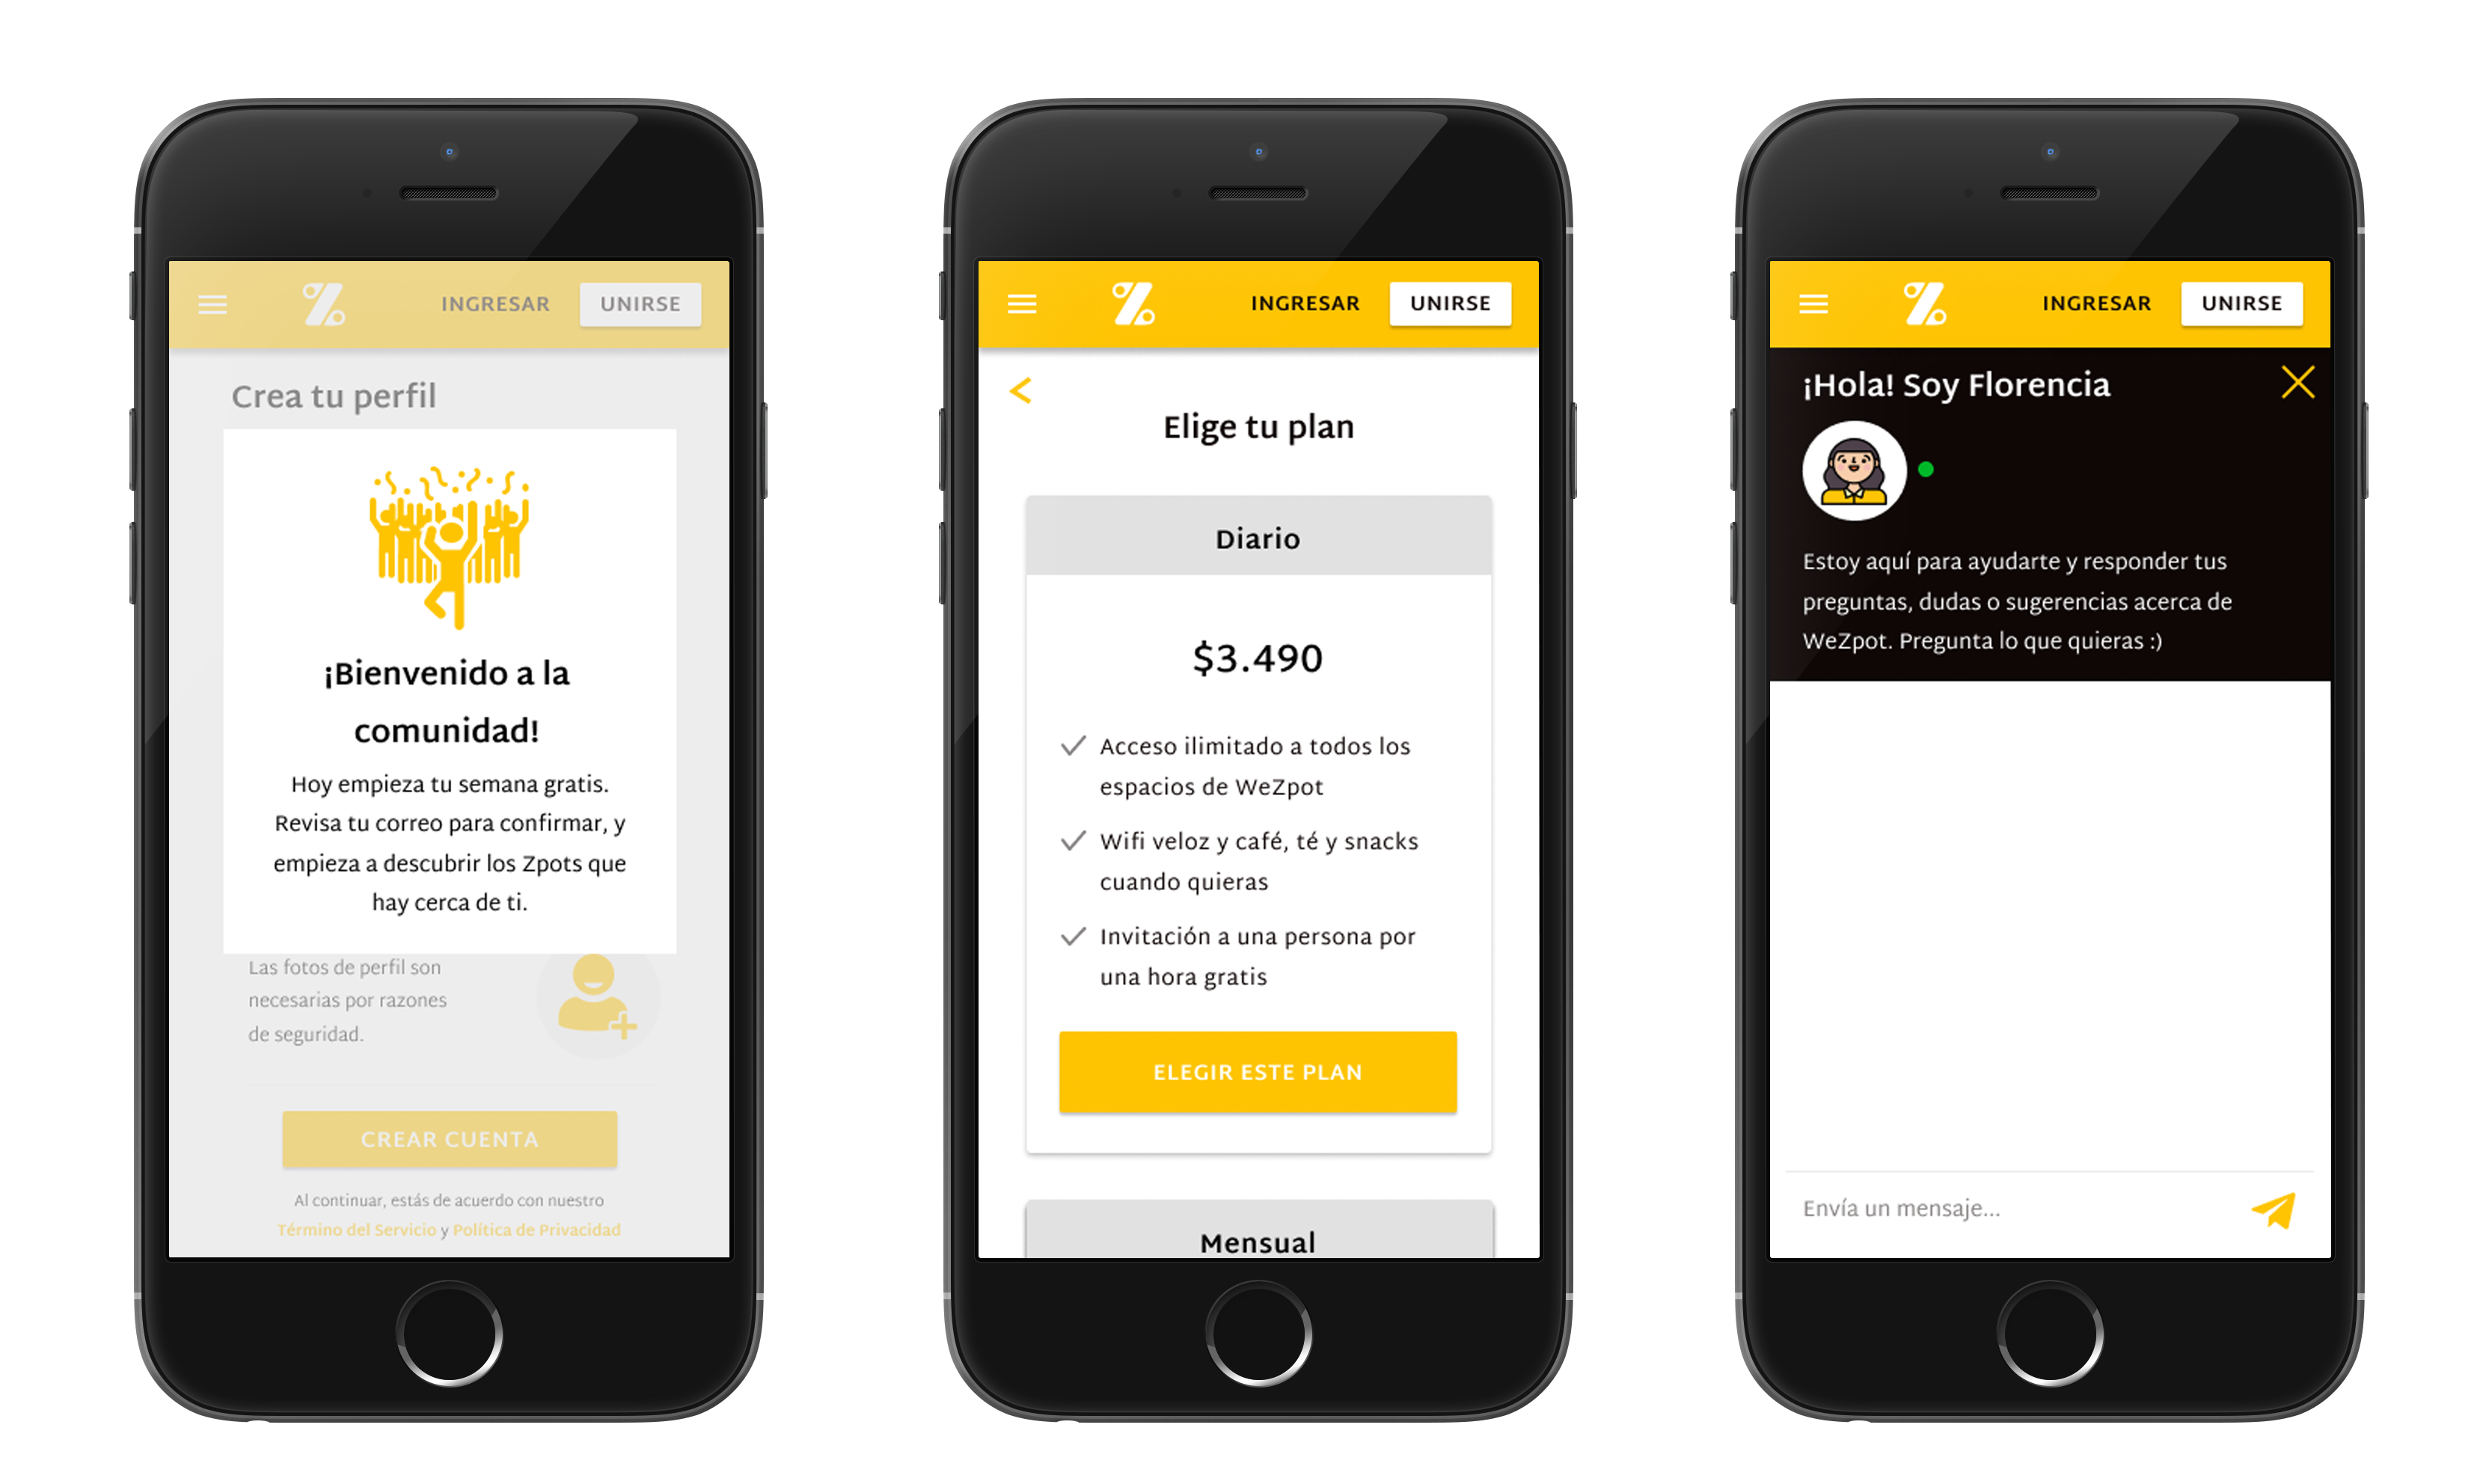 INGRESAR UNIRSE
Crea tu perfil
¡Bienvenido a la
comunidad!
Hoy empieza tu semana gratis.
Revisa tu correo para confirmar, y
empieza a descubrir los Zpots que
hay cerca de ti.
Las fotos de perfil son
necesarias por razones
de seguridad.
CREAR CUENTA
Al continuar, estás de acuerdo con nuestro
Término del Servicio y Política de Privacidad
INGRESAR UNIRSE
Elige tu plan
Diario
$3.490
Acceso ilimitado a todos los
espacios de WeZpot
Wifi veloz y café, té y snacks
cuando quieras
Invitación a una persona por
una hora gratis
ELEGIR ESTE PLAN
Mensual
INGRESAR UNIRSE
¡Hola! Soy Florencia
Estoy aquí para ayudarte y responder tus
preguntas, dudas o sugerencias acerca de
WeZpot. Pregunta lo que quieras :)
Envía un mensaje...